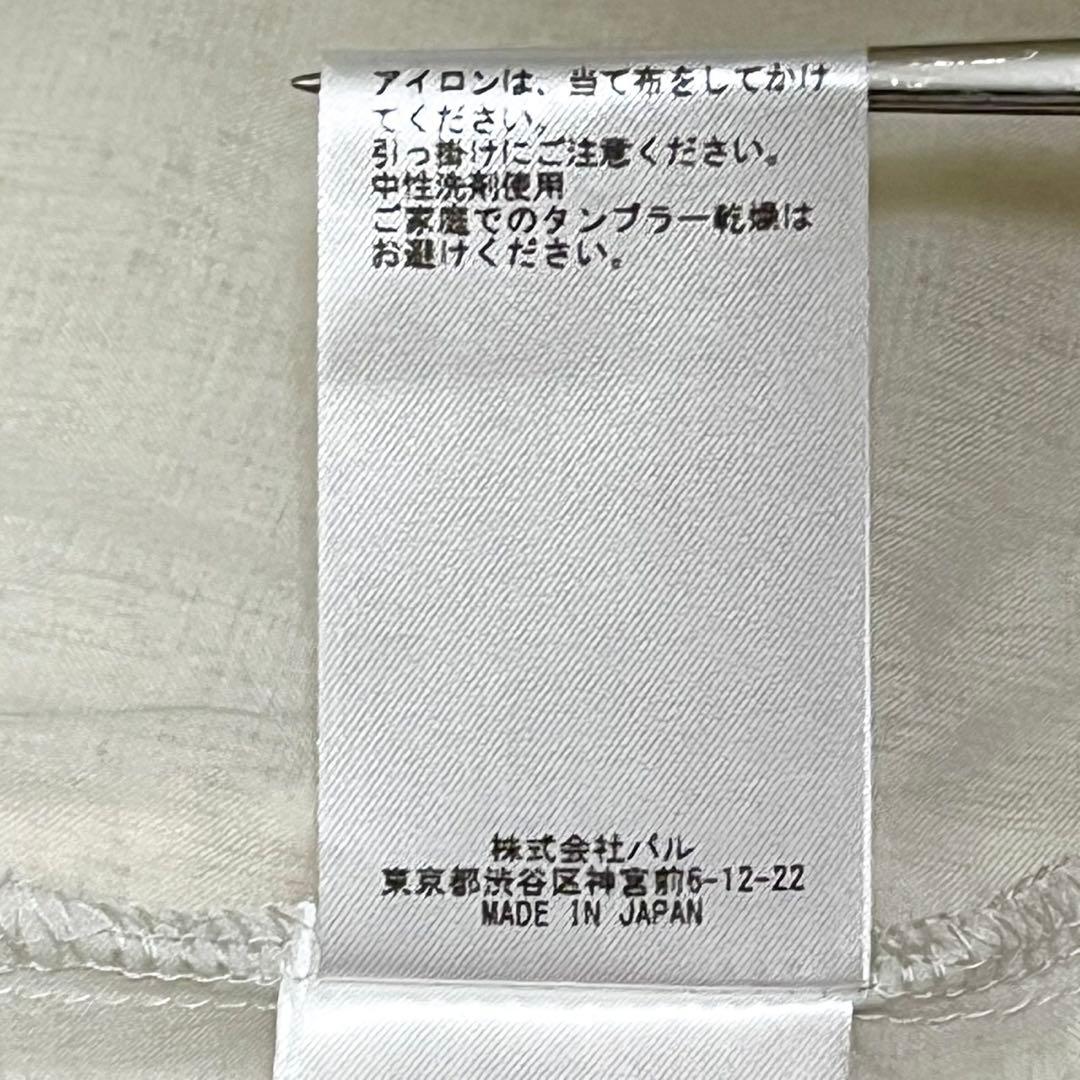 アイロンは、当て布をしてかけ
てください。
引っ掛けにご注意ください。
中性洗剤使用
ご家庭でのタンブラー乾燥は
お避けください。
株式会社パル
東京都渋谷区神宮前6-12-22
MADE IN JAPAN